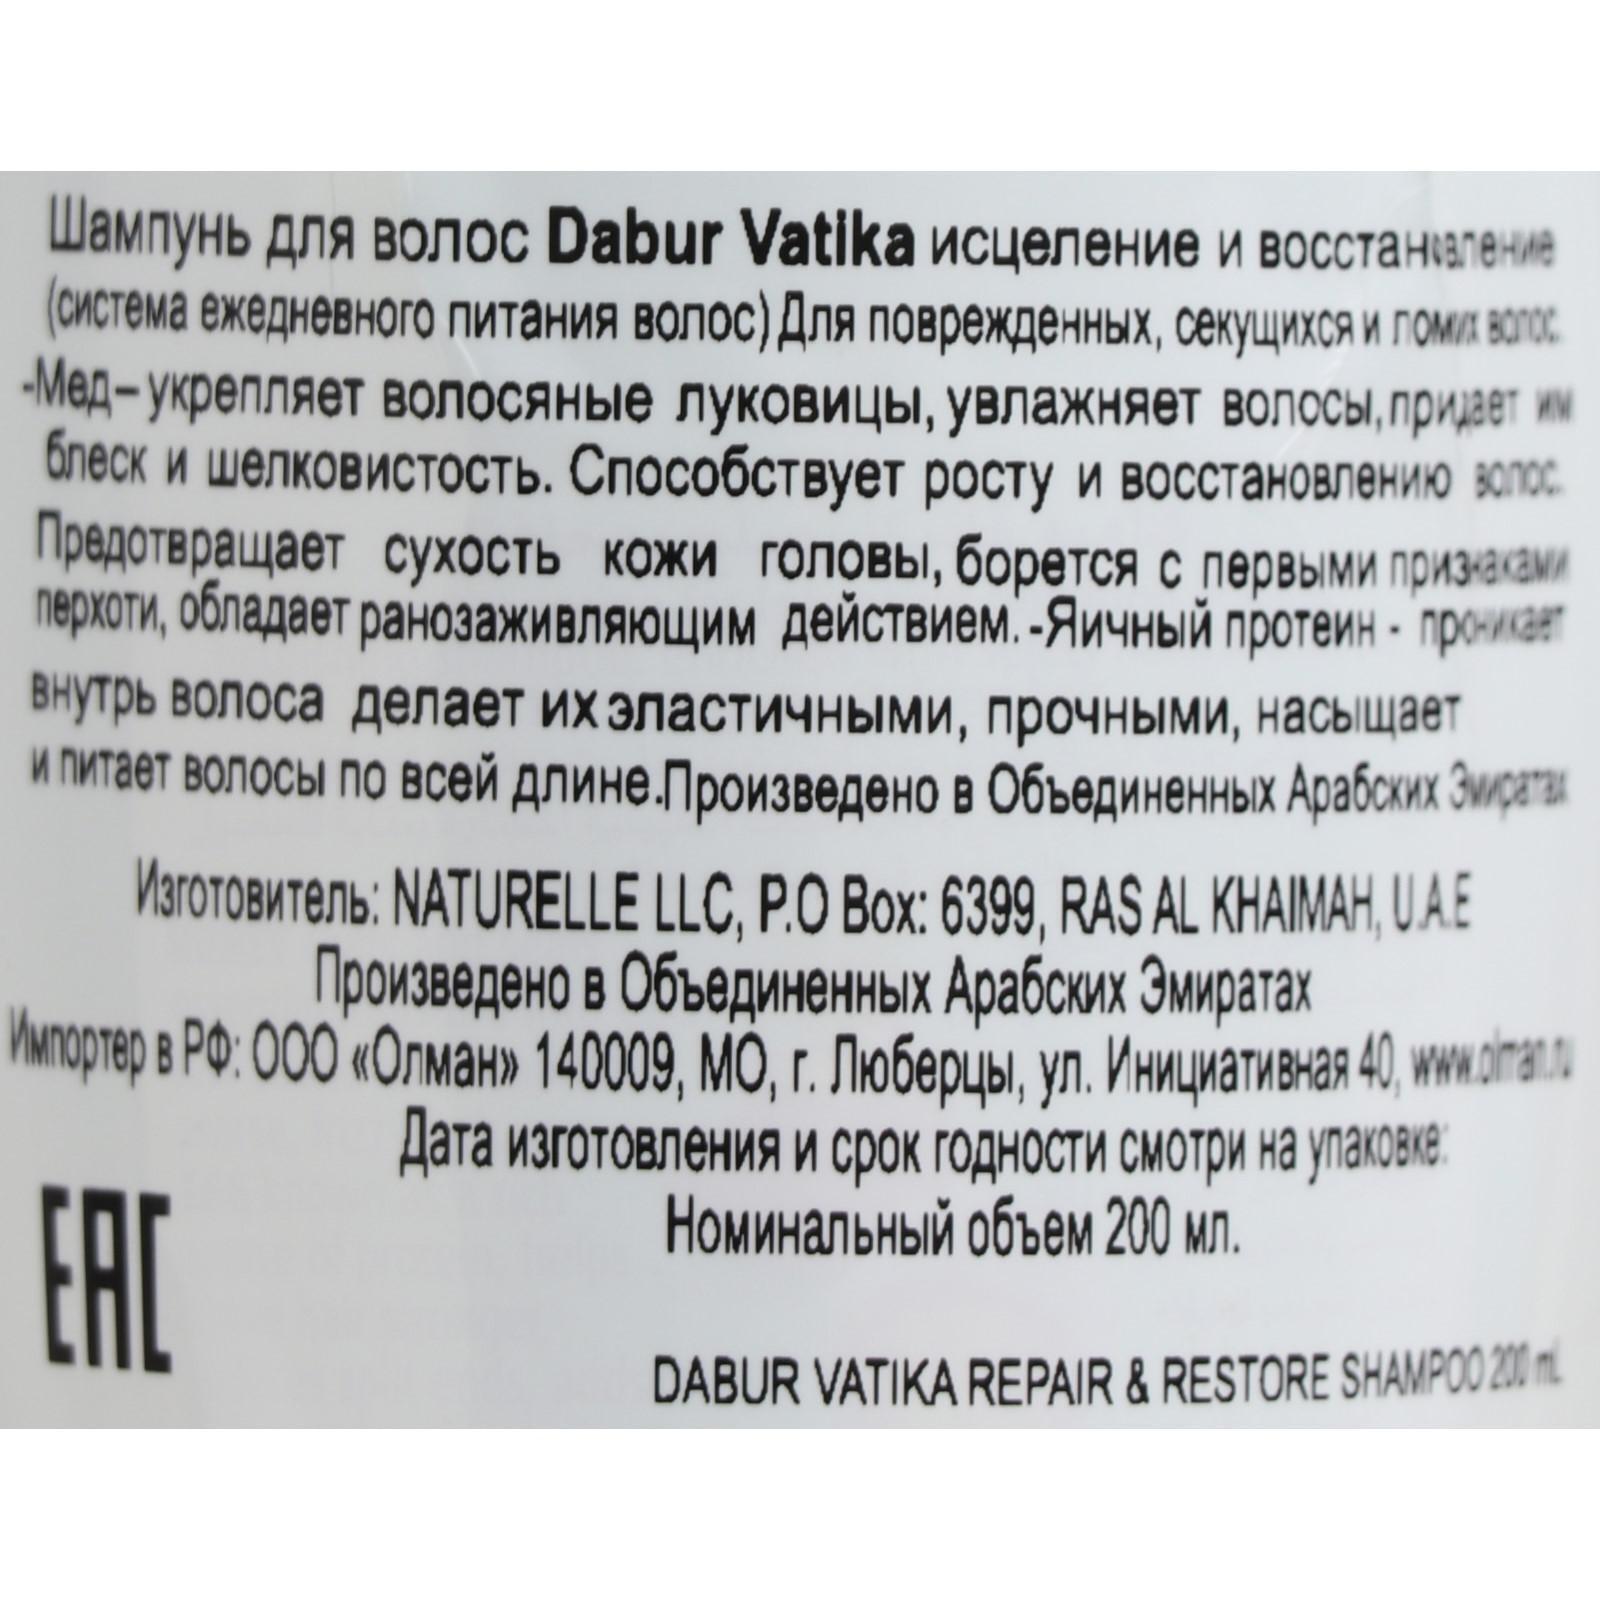 Шампунь для волос Dabur Vatika исцеление и восстановление
(система ежедневного питания волос) Для поврежденных, секущихся и ломих волос.
-Мед– укрепляет волосяные луковицы, увлажняет волосы, придает им
блеск и шелковистость. Способствует росту и восстановлению волос.
Предотвращает сухость кожи головы, борется с первыми признаками
перхоти, обладает ранозаживляющим действием. -Яичный протеин - проникает
внутрь волоса делает их эластичными, прочными, насыщает
и питает волосы по всей длине.Произведено в Объединенных Арабских Эмиратах
Изготовитель: NATURELLE LLC, P.O Box: 6399, RAS AL KHAIMAH, U.A.E
Произведено в Объединенных Арабских Эмиратах
Импортер в РФ: ООО «Олман» 140009, МО, г. Люберцы, ул. Инициативная 40, www.olman.ru
Дата изготовления и срок годности смотри на упаковке:
Номинальный объем 200 мл.
EAC
DABUR VATIKA REPAIR & RESTORE SHAMPOO 200 mL